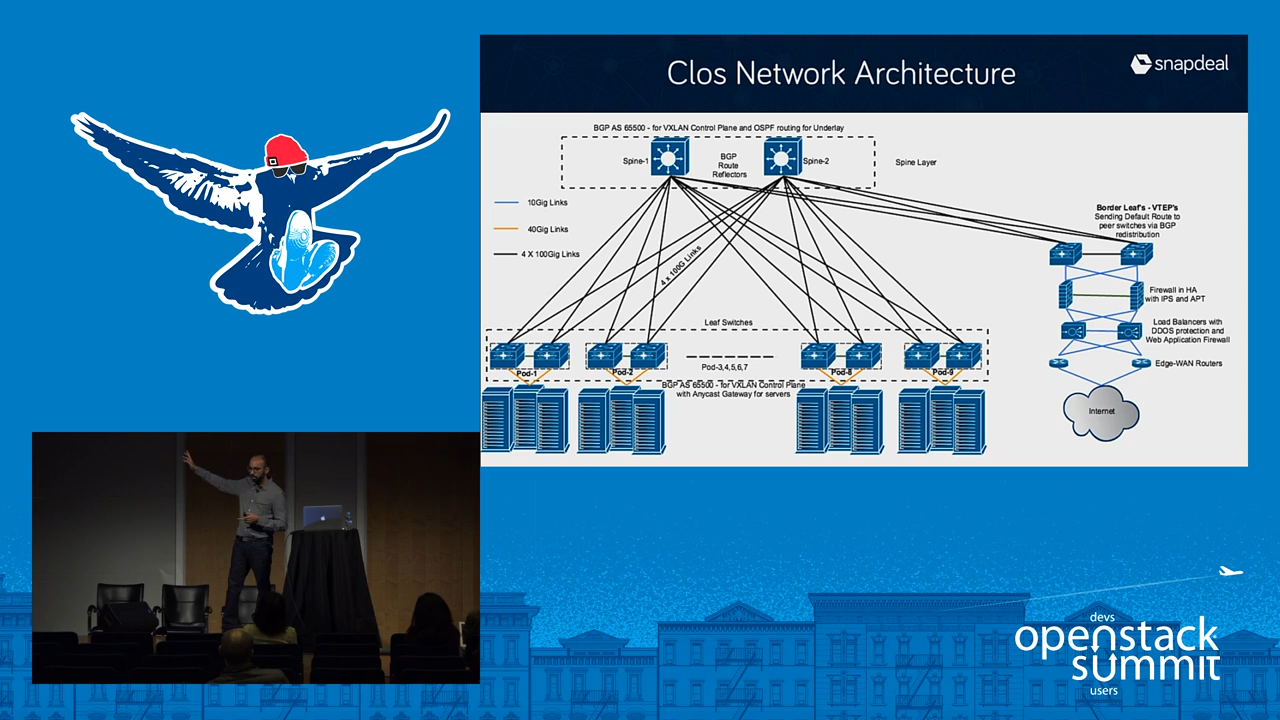 Clos Network Architecture
snapdeal
BGP AS 65500 - for VXLAN Control Plane and OSPF routing for Underlay
Spine-1
BGP
Route
Reflectors
Spine-2
Spine Layer
10Gig Links
40Gig Links
4 X 100Gig Links
4 x 100G Links
Border Leaf's - VTEP's
Sending Default Route to
peer switches via BGP
redistribution
Firewall in HA
with IPS and APT
Load Balancers with
DDOS protection and
Web Application Firewall
Edge-WAN Routers
Internet
Leaf Switches
Pod-1
Pod-2
Pod-3,4,5,6,7
Pod-8
Pod-9
BGP AS 65500 - for VXLAN Control Plane
with Anycast Gateway for servers
devs
openstack
summit
users